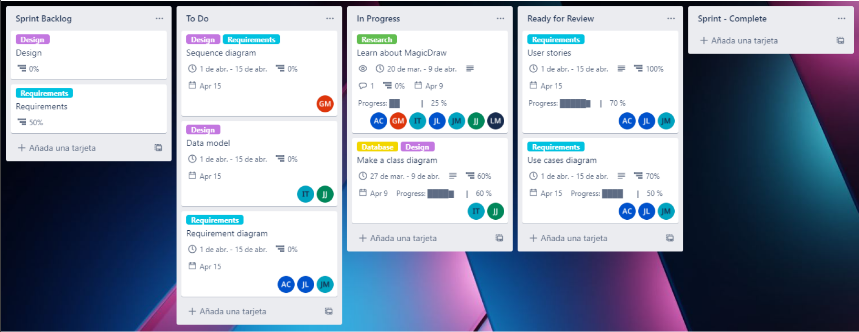 Sprint Backlog
Design
Design
0%
Requirements
Requirements
50%
+ Añada una tarjeta
To Do
Design Requirements
Sequence diagram
1 de abr. - 15 de abr. 0%
Apr 15
GM
Design
Data model
1 de abr. - 15 de abr. 0%
Apr 15
IT JJ
Requirements
Requirement diagram
1 de abr. - 15 de abr. 0%
Apr 15
AC JL JM
+ Añada una tarjeta
In Progress
Research
Learn about MagicDraw
20 de mar. - 9 de abr.
1 0% Apr 9
Progress: | 25 %
AC GM IT JL JM JJ LM
Database Design
Make a class diagram
27 de mar. - 9 de abr. 60%
Apr 9 Progress: | 60 %
IT JJ
+ Añada una tarjeta
Ready for Review
Requirements
User stories
1 de abr. - 15 de abr. 100%
Apr 15
Progress: | 70 %
AC JL JM
Requirements
Use cases diagram
1 de abr. - 15 de abr. 70%
Apr 15 Progress: | 50 %
AC JL JM
+ Añada una tarjeta
Sprint - Complete
+ Añada una tarjeta